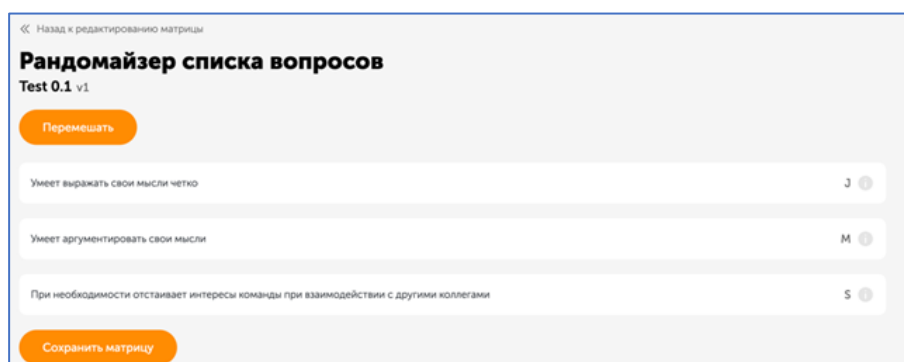 « Назад к редактированию матрицы
Рандомайзер списка вопросов
Test 0.1 v1
Перемешать
Умеет выражать свои мысли четко J
Умеет аргументировать свои мысли M
При необходимости отстаивает интересы команды при взаимодействии с другими коллегами S
Сохранить матрицу